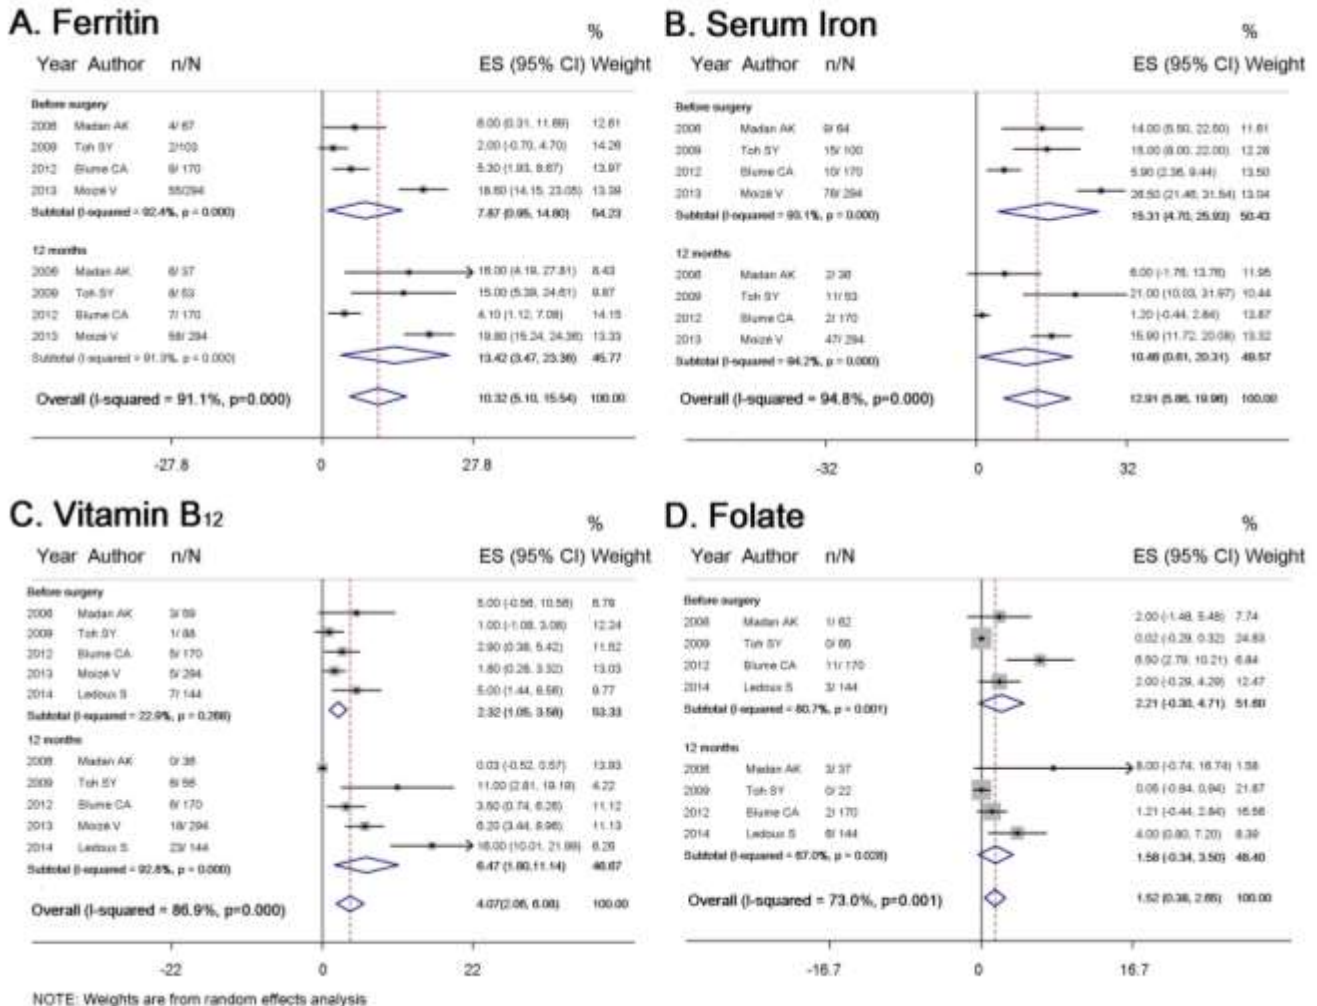 A. Ferritin
%
Year Author n/N ES (95% CI) Weight
Before surgery
2008 Madan AK 4/ 67 6.00 (0.31, 11.69) 12.61
2009 Toh SY 2/103 2.00 (-0.70, 4.70) 14.26
2012 Blume CA 9/ 170 5.30 (1.93, 8.67) 13.97
2013 Moizé V 55/294 18.60 (14.15, 23.05) 13.39
Subtotal (I-squared = 92.4%, p = 0.000) 7.87 (0.95, 14.80) 54.23
12 months
2008 Madan AK 6/ 37 16.00 (4.19, 27.81) 8.43
2009 Toh SY 8/ 53 15.00 (5.39, 24.61) 9.87
2012 Blume CA 7/ 170 4.10 (1.12, 7.08) 14.15
2013 Moizé V 58/ 294 19.80 (15.24, 24.36) 13.33
Subtotal (I-squared = 91.3%, p = 0.000) 13.42 (3.47, 23.36) 45.77
Overall (I-squared = 91.1%, p=0.000) 10.32 (5.10, 15.54) 100.00
-27.8 0 27.8
B. Serum Iron
%
Year Author n/N ES (95% CI) Weight
Before surgery
Madan AK 9/ 64 14.00 (5.50, 22.50) 11.61
2009 Toh SY 15/ 100 15.00 (8.00, 22.00) 12.28
2012 Blume CA 10/ 170 5.90 (2.36, 9.44) 13.50
2013 Moizé V 78/ 294 26.50 (21.46, 31.54) 13.04
Subtotal (I-squared = 93.1%, p = 0.000) 15.31 (4.70, 25.93) 50.43
12 months
Madan AK 2/ 36 6.00 (-1.76, 13.76) 11.95
2009 Toh SY 11/ 53 21.00 (10.03, 31.97) 10.44
2012 Blume CA 2/ 170 1.20 (-0.44, 2.84) 13.87
2013 Moizé V 47/ 294 15.90 (11.72, 20.08) 13.32
Subtotal (I-squared = 94.2%, p = 0.000) 10.46 (0.61, 20.31) 49.57
Overall (I-squared = 94.8%, p=0.000) 12.91 (5.86, 19.96) 100.00
-32 0 32
C. Vitamin B12
%
Year Author n/N ES (95% CI) Weight
Before surgery
Madan AK 3/ 59 5.00 (-0.56, 10.56) 6.79
2009 Toh SY 1/ 88 1.00 (-1.08, 3.08) 12.24
2012 Blume CA 5/ 170 2.90 (0.38, 5.42) 11.52
2013 Moizé V 5/ 294 1.80 (0.28, 3.32) 13.03
2014 Ledoux S 7/ 144 5.00 (1.44, 8.56) 9.77
Subtotal (I-squared = 22.9%, p = 0.268) 2.32 (1.05, 3.58) 53.33
12 months
Madan AK 0/ 36 0.03 (-0.52, 0.57) 13.93
2009 Toh SY 6/ 56 11.00 (2.81, 19.19) 4.22
2012 Blume CA 6/ 170 3.50 (0.74, 6.26) 11.12
2013 Moizé V 18/ 294 6.20 (3.44, 8.96) 11.13
2014 Ledoux S 23/ 144 16.00 (10.01, 21.99) 6.26
Subtotal (I-squared = 92.8%, p = 0.000) 6.47 (1.80, 11.14) 46.67
Overall (I-squared = 86.9%, p=0.000) 4.07(2.06, 6.08) 100.00
-22 0 22
NOTE: Weights are from random effects analysis
D. Folate
%
Year Author n/N ES (95% CI) Weight
Before surgery
Madan AK 1/ 62 2.00 (-1.48, 5.48) 7.74
2009 Toh SY 0/ 66 0.02 (-0.29, 0.32) 24.63
2012 Blume CA 11/ 170 6.50 (2.79, 10.21) 6.84
2014 Ledoux S 3/ 144 2.00 (-0.29, 4.29) 12.47
Subtotal (I-squared = 80.7%, p = 0.001) 2.21 (-0.30, 4.71) 51.60
12 months
Madan AK 3/ 37 8.00 (-0.74, 16.74) 1.58
2009 Toh SY 0/ 22 0.05 (-0.84, 0.94) 21.87
2012 Blume CA 2/ 170 1.21 (-0.44, 2.84) 16.56
2014 Ledoux S 6/ 144 4.00 (0.80, 7.20) 8.39
Subtotal (I-squared = 67.0%, p = 0.028) 1.58 (-0.34, 3.50) 48.40
Overall (I-squared = 73.0%, p=0.001) 1.52 (0.38, 2.65) 100.00
-16.7 0 16.7